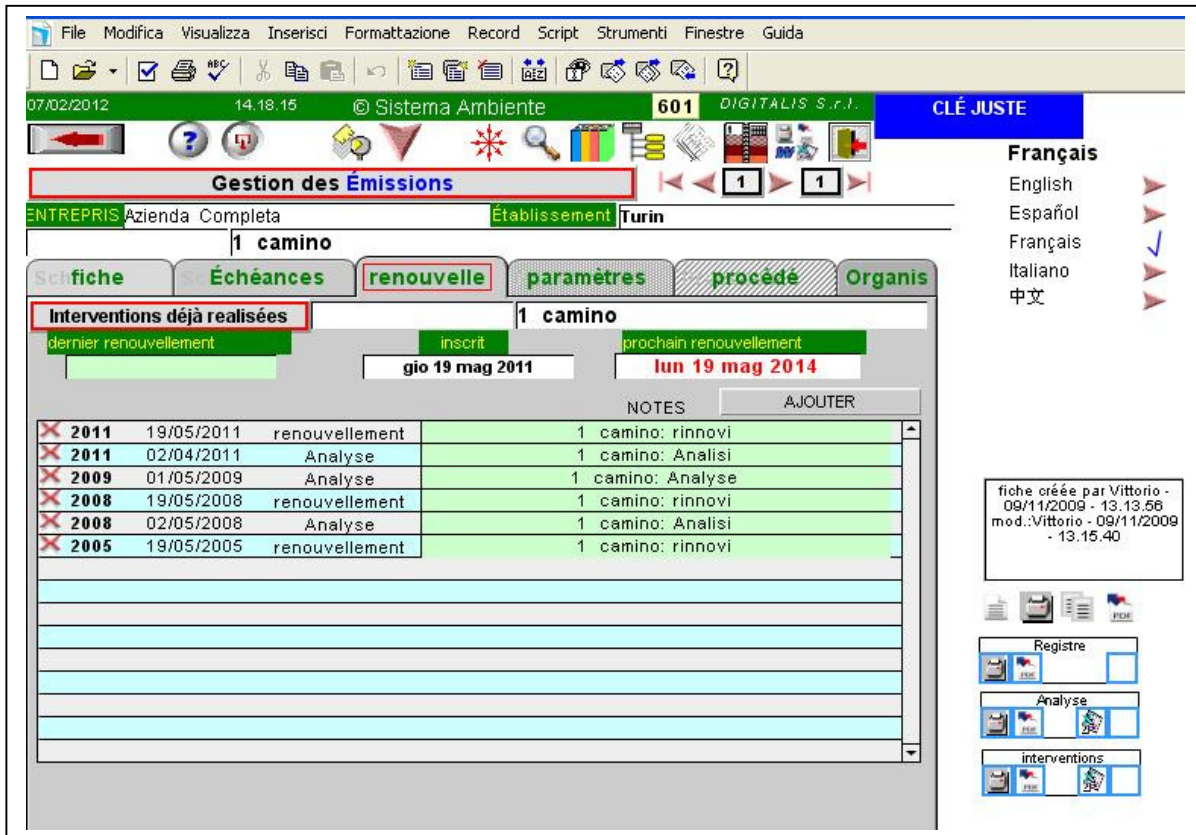 File Modifica Visualizza Inserisci Formattazione Record Script Strumenti Finestre Guida
07/02/2012 14.18.15 © Sistema Ambiente 601 DIGITALIS S.r.l. CLÉ JUSTE
Français
Gestion des Émissions 1 1
English
ENTREPRIS Azienda Completa Établissement Turin
Español
1 camino
Français
fiche Échéances renouvelle paramètres procédé Organis
Italiano
中文
Interventions déjà realisées 1 camino
dernier renouvellement inscrit prochain renouvellement
gio 19 mag 2011 lun 19 mag 2014
NOTES AJOUTER
2011 19/05/2011 renouvellement 1 camino: rinnovi
2011 02/04/2011 Analyse 1 camino: Analisi
2009 01/05/2009 Analyse 1 camino: Analyse
2008 19/05/2008 renouvellement 1 camino: rinnovi
2008 02/05/2008 Analyse 1 camino: Analisi
2005 19/05/2005 renouvellement 1 camino: rinnovi
fiche créée par Vittorio -
09/11/2009 - 13.13.56
mod.:Vittorio - 09/11/2009
- 13.15.40
PDF
Registre
PDF
Analyse
PDF
interventions
PDF